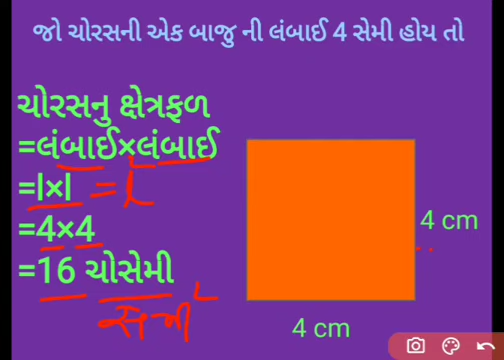 જો ચોરસની એક બાજુ ની લંબાઈ 4 સેમી હોય તો
ચોરસનુ ક્ષેત્રફળ
=લંબાઈ×લંબાઈ
=l×l = l
=4×4
4 cm
=16 ચોસેમી
4 cm